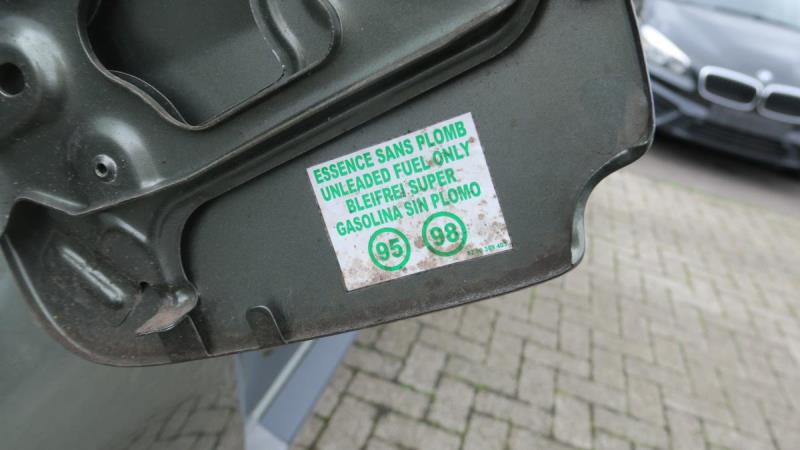 ESSENCE SANS PLOMB
UNLEADED FUEL ONLY
BLEIFREI SUPER
GASOLINA SIN PLOMO
95 98